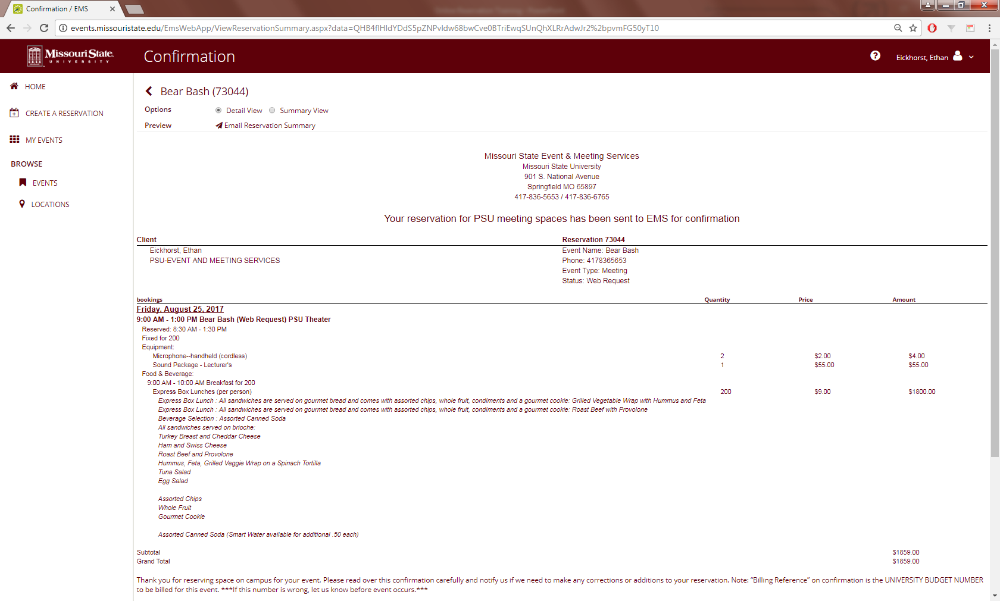 Confirmation / EMS
events.missouristate.edu/EmsWebApp/ViewReservationSummary.aspx?data=QHB4flHIdYDdS5pZNPvldw68bwCve0BTriEwqSUnQhXLRrAdwJr2%2bpvmFG50yT10
Missouri State
UNIVERSITY
Confirmation
Eickhorst, Ethan
HOME
CREATE A RESERVATION
MY EVENTS
BROWSE
EVENTS
LOCATIONS
Bear Bash (73044)
Options Detail View Summary View
Preview Email Reservation Summary
Missouri State Event & Meeting Services
Missouri State University
901 S. National Avenue
Springfield MO 65897
417-836-5653 / 417-836-6765
Your reservation for PSU meeting spaces has been sent to EMS for confirmation
Client Reservation 73044
Eickhorst, Ethan Event Name: Bear Bash
PSU-EVENT AND MEETING SERVICES Phone: 4178365653
Event Type: Meeting
Status: Web Request
bookings Quantity Price Amount
Friday, August 25, 2017
9:00 AM - 1:00 PM Bear Bash (Web Request) PSU Theater
Reserved: 8:30 AM - 1:30 PM
Fixed for 200
Equipment:
Microphone--handheld (cordless) 2 $2.00 $4.00
Sound Package - Lecturer's 1 $55.00 $55.00
Food & Beverage:
9:00 AM - 10:00 AM Breakfast for 200
Express Box Lunches (per person) 200 $9.00 $1800.00
Express Box Lunch : All sandwiches are served on gourmet bread and comes with assorted chips, whole fruit, condiments and a gourmet cookie: Grilled Vegetable Wrap with Hummus and Feta
Express Box Lunch : All sandwiches are served on gourmet bread and comes with assorted chips, whole fruit, condiments and a gourmet cookie: Roast Beef with Provolone
Beverage Selection : Assorted Canned Soda
All sandwiches served on brioche:
Turkey Breast and Cheddar Cheese
Ham and Swiss Cheese
Roast Beef and Provolone
Hummus, Feta, Grilled Veggie Wrap on a Spinach Tortilla
Tuna Salad
Egg Salad
Assorted Chips
Whole Fruit
Gourmet Cookie
Assorted Canned Soda (Smart Water available for additional .50 each)
Subtotal $1859.00
Grand Total $1859.00
Thank you for reserving space on campus for your event. Please read over this confirmation carefully and notify us if we need to make any corrections or additions to your reservation. Note: “Billing Reference” on confirmation is the UNIVERSITY BUDGET NUMBER
to be billed for this event. ***If this number is wrong, let us know before event occurs.***